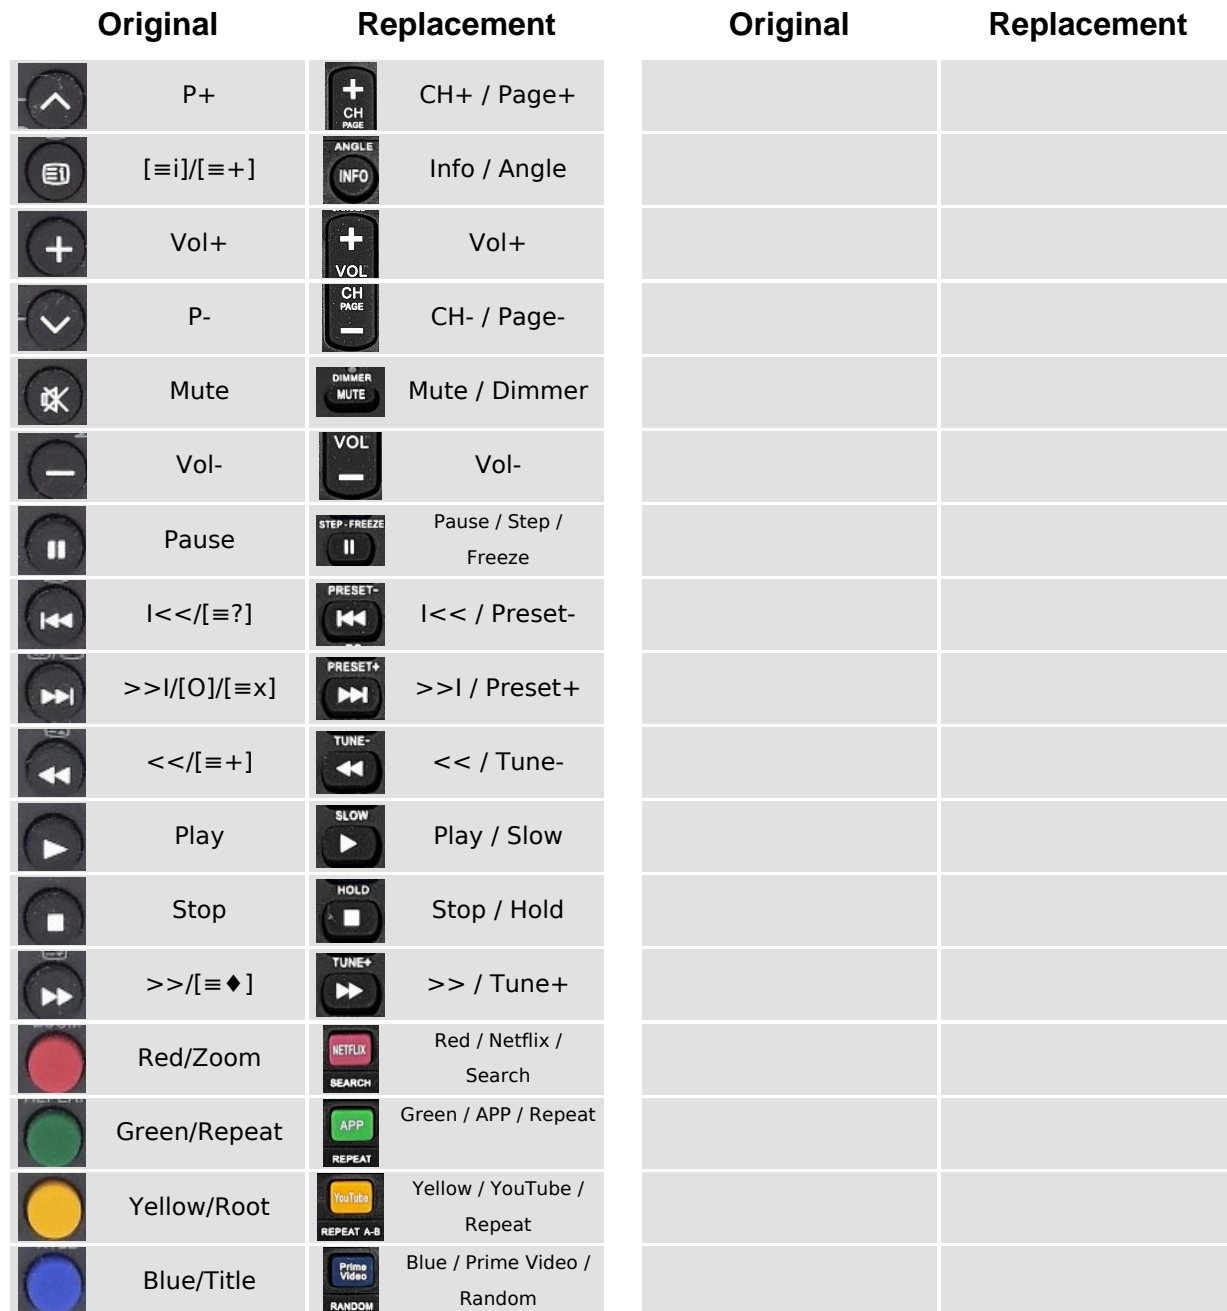 Original Replacement Original Replacement
P+ + CH PAGE CH+ / Page+
[≡i]/[≡+] ANGLE INFO Info / Angle
+ Vol+ + VOL Vol+
P- CH PAGE - CH- / Page-
Mute DIMMER MUTE Mute / Dimmer
- Vol- VOL - Vol-
Pause STEP-FREEZE Pause / Step /
Freeze
I<</[≡?] PRESET- I<< / Preset-
>>I/[O]/[≡x] PRESET+ >>I / Preset+
<</[≡+] TUNE- << / Tune-
Play SLOW Play / Slow
Stop HOLD Stop / Hold
>>/[≡♦] TUNE+ >> / Tune+
Red/Zoom NETFLIX Red / Netflix /
SEARCH Search
Green/Repeat APP Green / APP / Repeat
REPEAT
Yellow/Root YouTube Yellow / YouTube /
REPEAT A-B Repeat
Blue/Title Prime Video Blue / Prime Video /
RANDOM Random